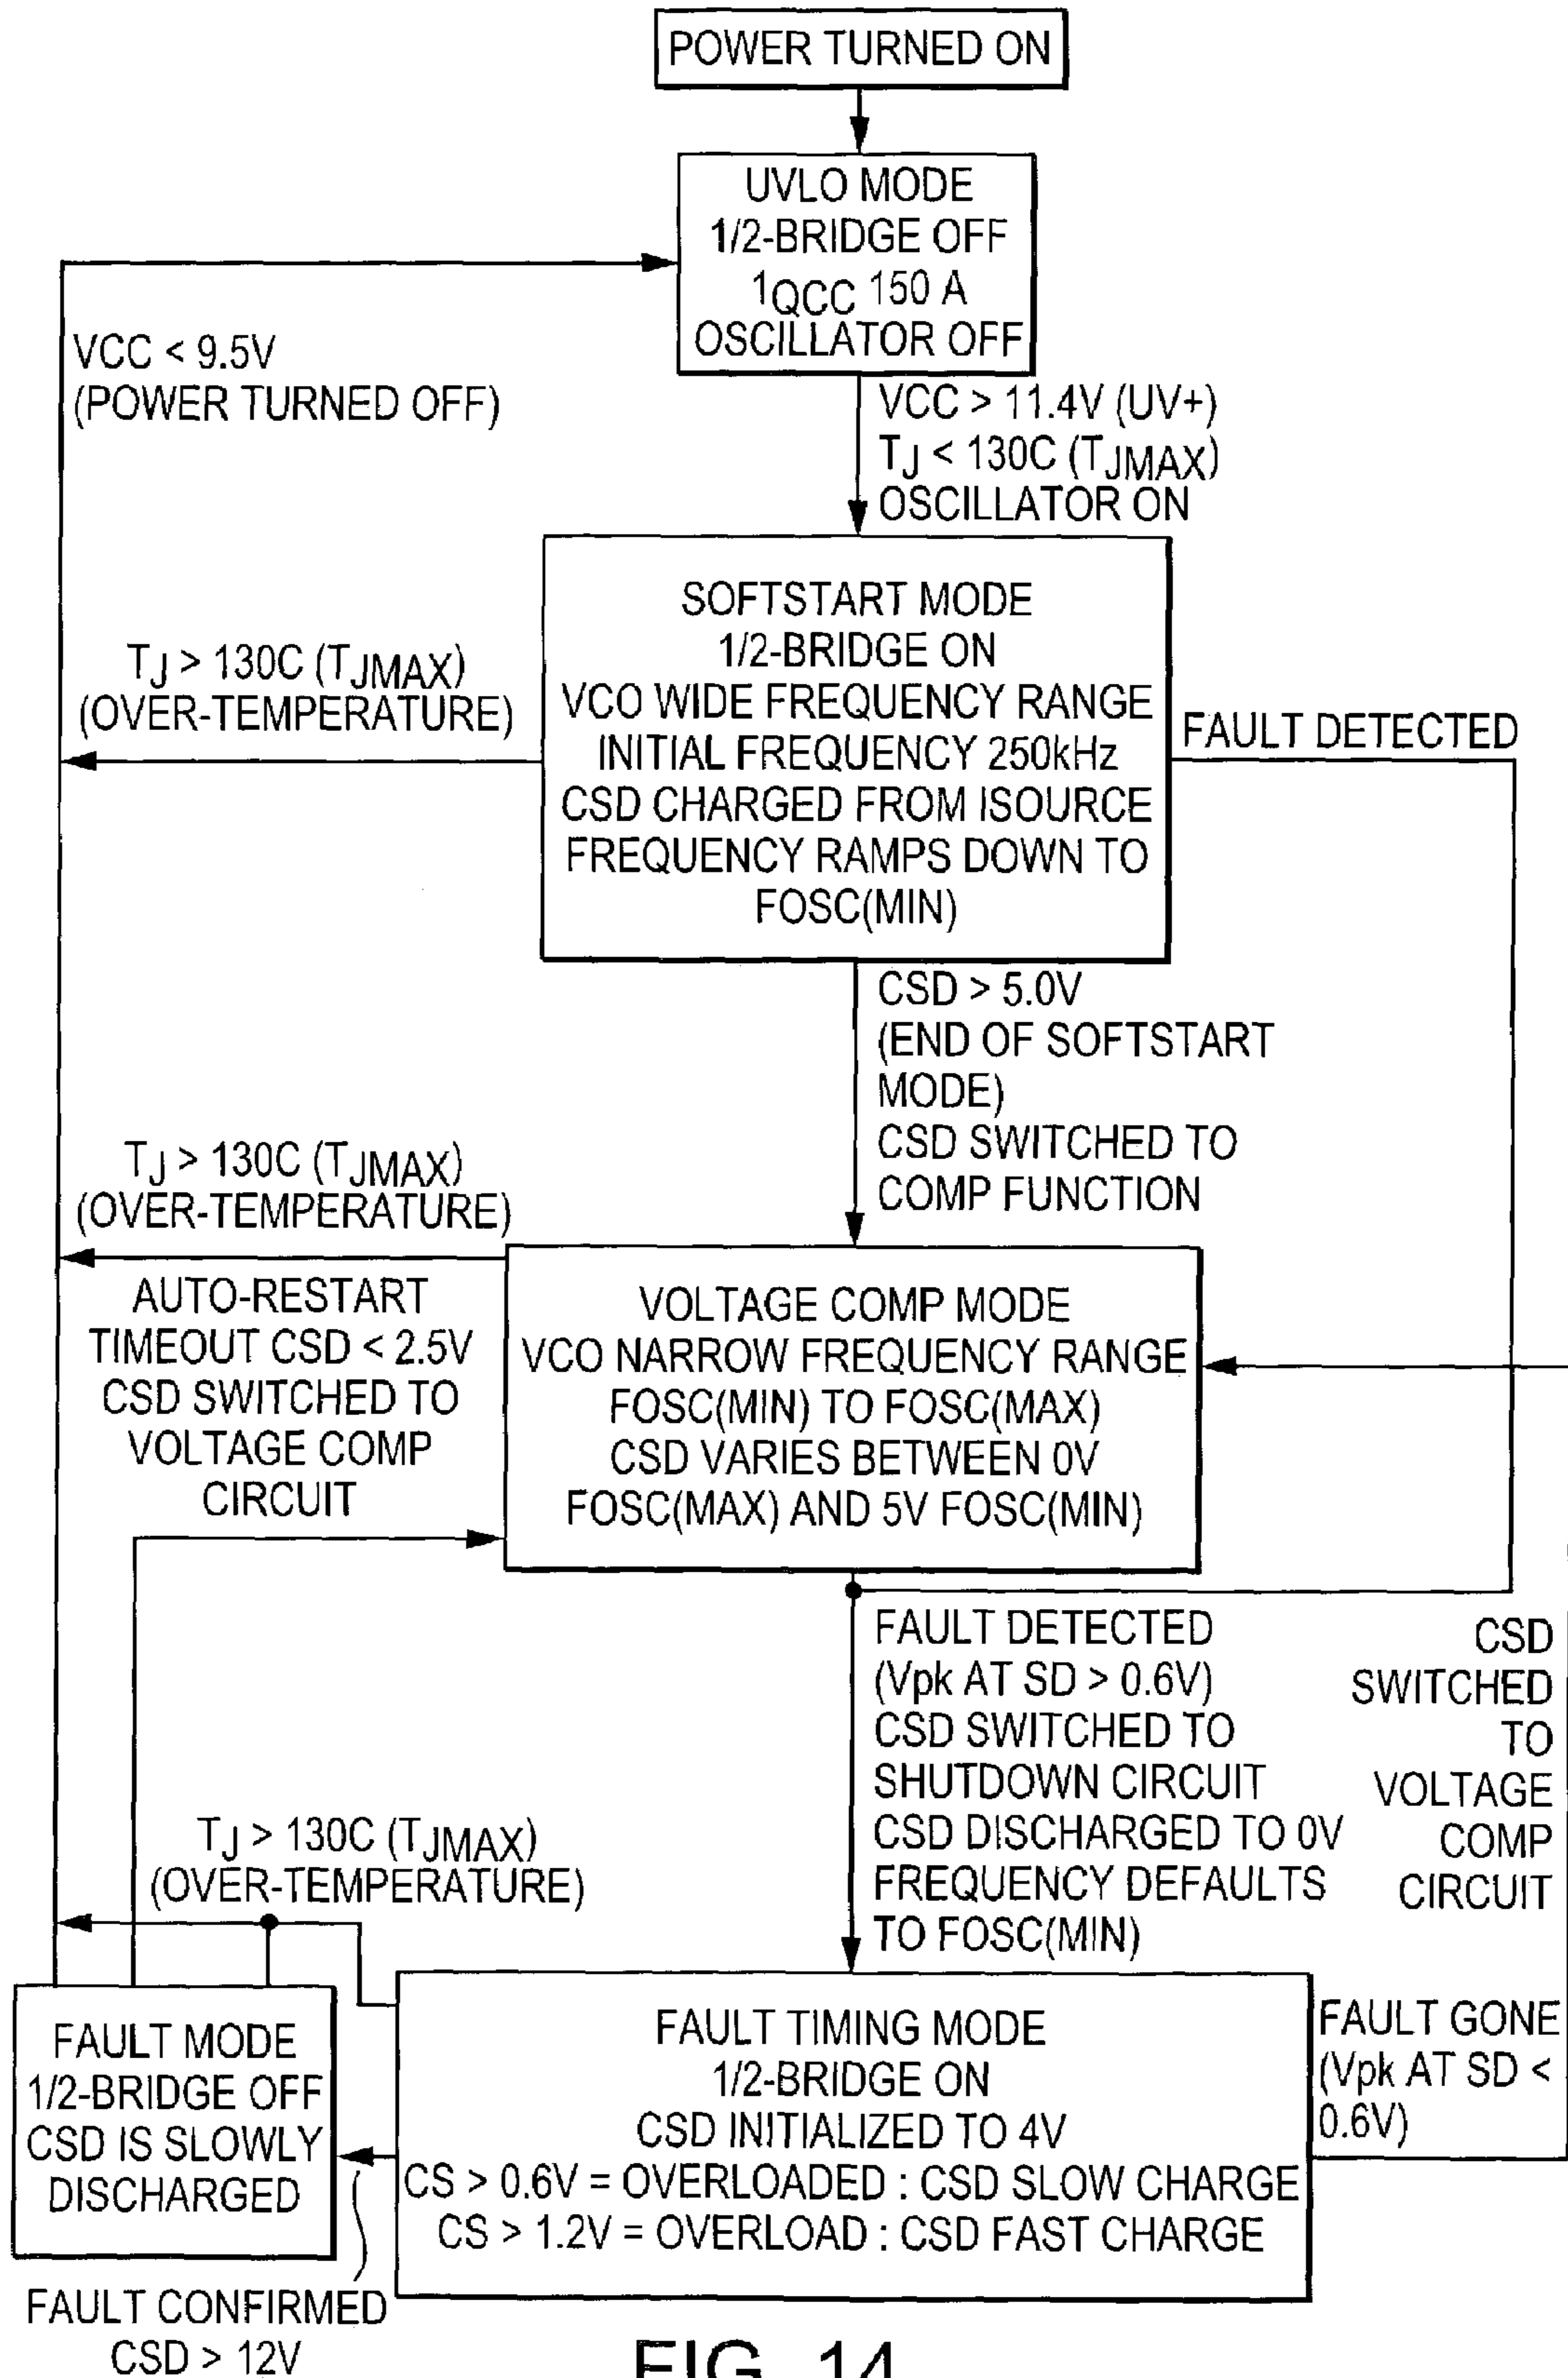 POWER TURNED ON
UVLO MODE
1/2-BRIDGE OFF
1QCC 150 A
OSCILLATOR OFF
VCC < 9.5V
(POWER TURNED OFF)
VCC > 11.4V (UV+)
TJ < 130C (TJMAX)
OSCILLATOR ON
SOFTSTART MODE
1/2-BRIDGE ON
VCO WIDE FREQUENCY RANGE
INITIAL FREQUENCY 250kHz
CSD CHARGED FROM ISOURCE
FREQUENCY RAMPS DOWN TO
FOSC(MIN)
TJ > 130C (TJMAX)
(OVER-TEMPERATURE)
FAULT DETECTED
CSD > 5.0V
(END OF SOFTSTART
MODE)
CSD SWITCHED TO
COMP FUNCTION
TJ > 130C (TJMAX)
(OVER-TEMPERATURE)
AUTO-RESTART
TIMEOUT CSD < 2.5V
CSD SWITCHED TO
VOLTAGE COMP
CIRCUIT
VOLTAGE COMP MODE
VCO NARROW FREQUENCY RANGE
FOSC(MIN) TO FOSC(MAX)
CSD VARIES BETWEEN 0V
FOSC(MAX) AND 5V FOSC(MIN)
FAULT DETECTED
(Vpk AT SD > 0.6V)
CSD SWITCHED TO
SHUTDOWN CIRCUIT
CSD DISCHARGED TO 0V
FREQUENCY DEFAULTS
TO FOSC(MIN)
CSD
SWITCHED
TO
VOLTAGE
COMP
CIRCUIT
TJ > 130C (TJMAX)
(OVER-TEMPERATURE)
FAULT MODE
1/2-BRIDGE OFF
CSD IS SLOWLY
DISCHARGED
FAULT TIMING MODE
1/2-BRIDGE ON
CSD INITIALIZED TO 4V
CS > 0.6V = OVERLOADED : CSD SLOW CHARGE
CS > 1.2V = OVERLOAD : CSD FAST CHARGE
FAULT GONE
(Vpk AT SD <
0.6V)
FAULT CONFIRMED
CSD > 12V
FIG. 14